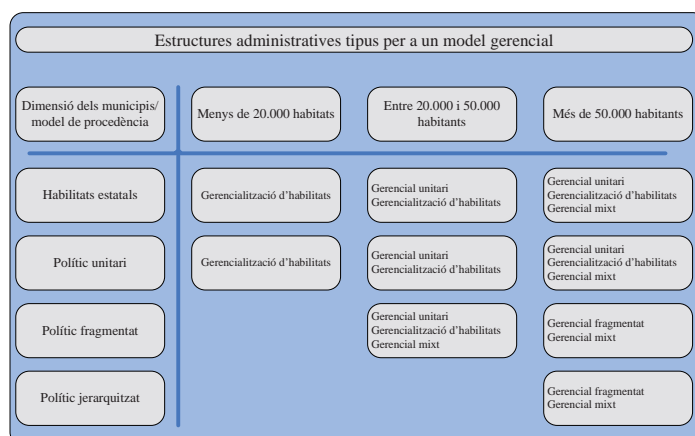 Estructures administratives tipus per a un model gerencial
Dimensió dels municipis/
model de procedència
Menys de 20.000 habitats
Entre 20.000 i 50.000
habitants
Més de 50.000 habitants
Habilitats estatals
Gerencialització d’habilitats
Gerencial unitari
Gerencialització d’habilitats
Gerencial unitari
Gerencialització d’habilitats
Gerencial mixt
Polític unitari
Gerencialització d’habilitats
Gerencial unitari
Gerencialització d’habilitats
Gerencial unitari
Gerencialització d’habilitats
Gerencial mixt
Polític fragmentat
Gerencial unitari
Gerencialització d’habilitats
Gerencial mixt
Gerencial fragmentat
Gerencial mixt
Polític jerarquitzat
Gerencial fragmentat
Gerencial mixt